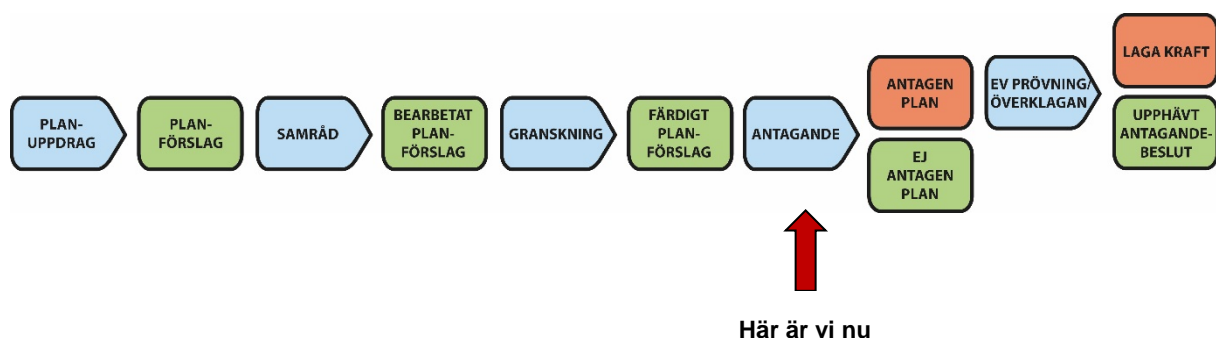 PLAN-
UPPDRAG
PLAN-
FÖRSLAG
SAMRÅD
BEARBETAT
PLAN-
FÖRSLAG
GRANSKNING
FÄRDIGT
PLAN-
FÖRSLAG
ANTAGANDE
ANTAGEN
PLAN
EJ
ANTAGEN
PLAN
EV PRÖVNING/
ÖVERKLAGAN
LAGA KRAFT
UPPHÄVT
ANTAGANDE-
BESLUT
Här är vi nu